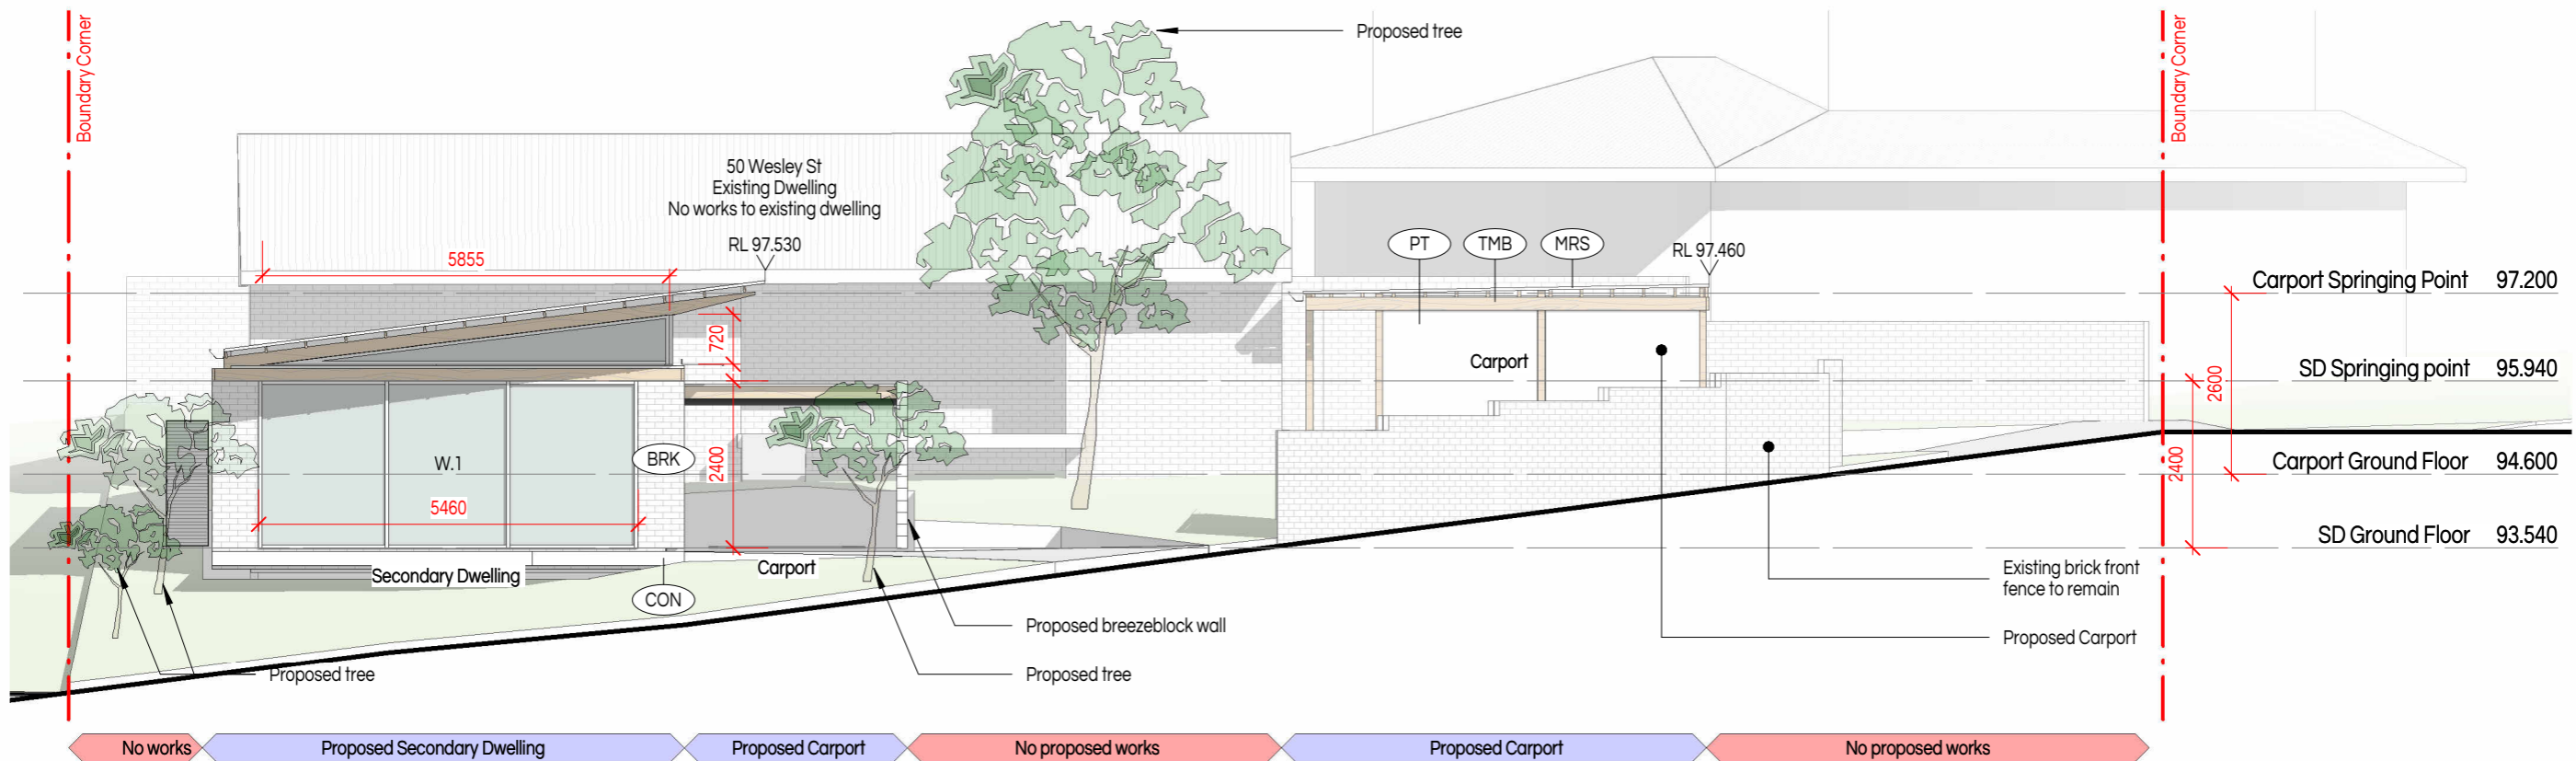 Boundary Corner
Proposed tree
Boundary Corner
50 Wesley St
Existing Dwelling
No works to existing dwelling
RL 97.530
5855
PT
TMB
MRS
RL 97.460
Carport Springing Point 97.200
720
Carport
SD Springing point 95.940
2600
W.1
BRK
2400
2400
Carport Ground Floor 94.600
5460
SD Ground Floor 93.540
Secondary Dwelling
Carport
CON
Existing brick front
fence to remain
Proposed breezeblock wall
Proposed Carport
Proposed tree
Proposed tree
No works
Proposed Secondary Dwelling
Proposed Carport
No proposed works
Proposed Carport
No proposed works